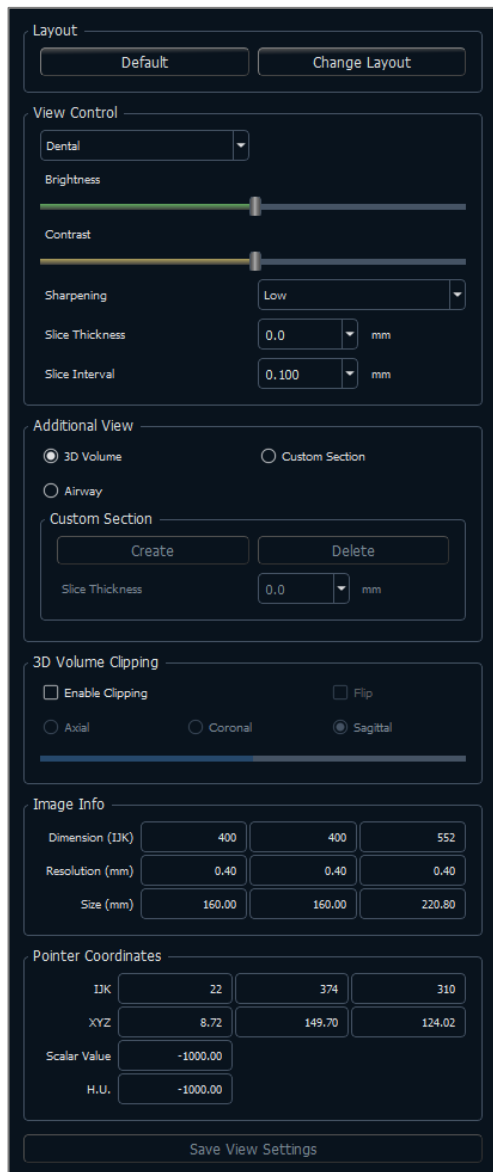 Layout
Default Change Layout
View Control
Dental
Brightness
Contrast
Sharpening Low
Slice Thickness 0.0 mm
Slice Interval 0.100 mm
Additional View
3D Volume Custom Section
Airway
Custom Section
Create Delete
Slice Thickness 0.0 mm
3D Volume Clipping
Enable Clipping Flip
Axial Coronal Sagittal
Image Info
Dimension (IJK) 400 400 552
Resolution (mm) 0.40 0.40 0.40
Size (mm) 160.00 160.00 220.80
Pointer Coordinates
IJK 22 374 310
XYZ 8.72 149.70 124.02
Scalar Value -1000.00
H.U. -1000.00
Save View Settings